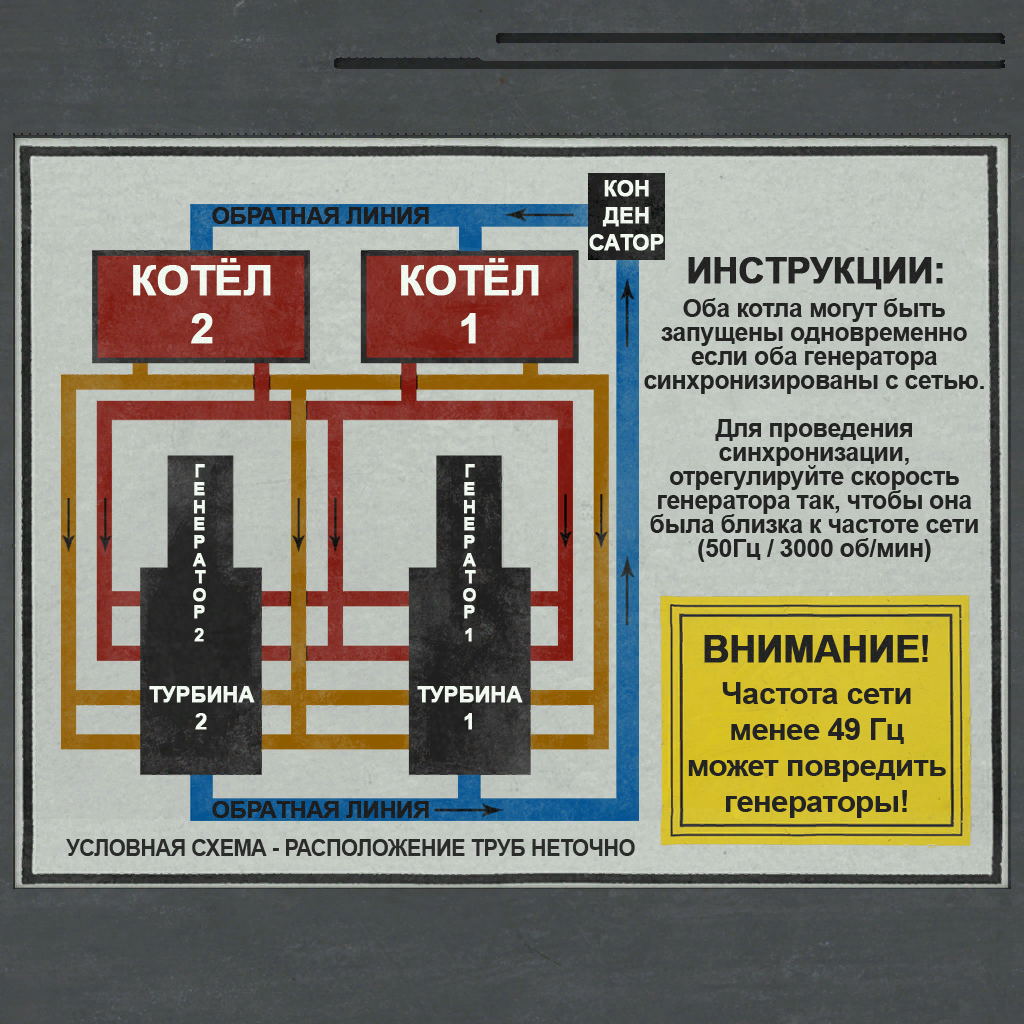 ОБРАТНАЯ ЛИНИЯ
КОН
ДЕН
САТОР
КОТЁЛ
2
КОТЁЛ
1
ИНСТРУКЦИИ:
Оба котла могут быть
запущены одновременно
если оба генератора
синхронизированы с сетью.
Для проведения
синхронизации,
отрегулируйте скорость
генератора так, чтобы она
была близка к частоте сети
(50Гц / 3000 об/мин)
ГЕНЕРАТОР 2
ТУРБИНА
2
ГЕНЕРАТОР 1
ТУРБИНА
1
ВНИМАНИЕ!
Частота сети
менее 49 Гц
может повредить
генераторы!
ОБРАТНАЯ ЛИНИЯ
УСЛОВНАЯ СХЕМА - РАСПОЛОЖЕНИЕ ТРУБ НЕТОЧНО